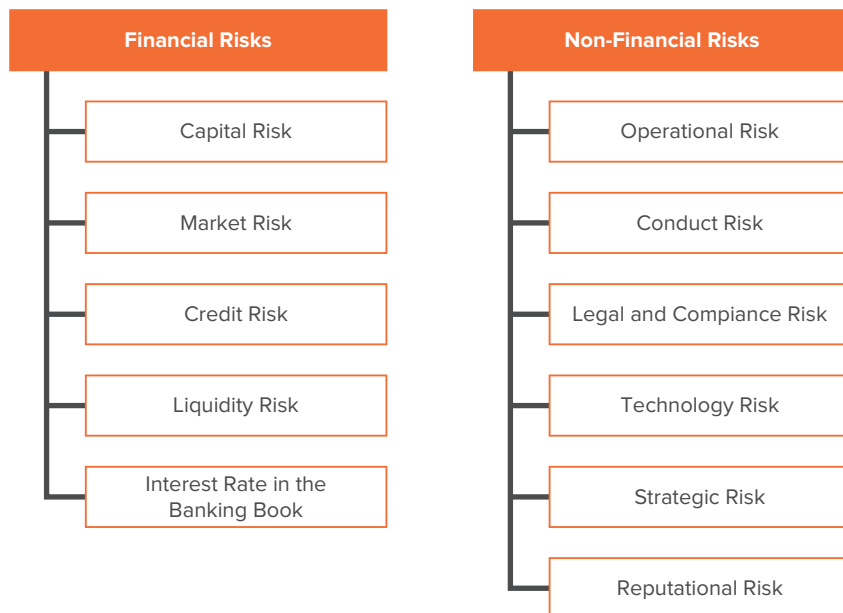 Financial Risks
Capital Risk
Market Risk
Credit Risk
Liquidity Risk
Interest Rate in the
Banking Book
Non-Financial Risks
Operational Risk
Conduct Risk
Legal and Compiance Risk
Technology Risk
Strategic Risk
Reputational Risk